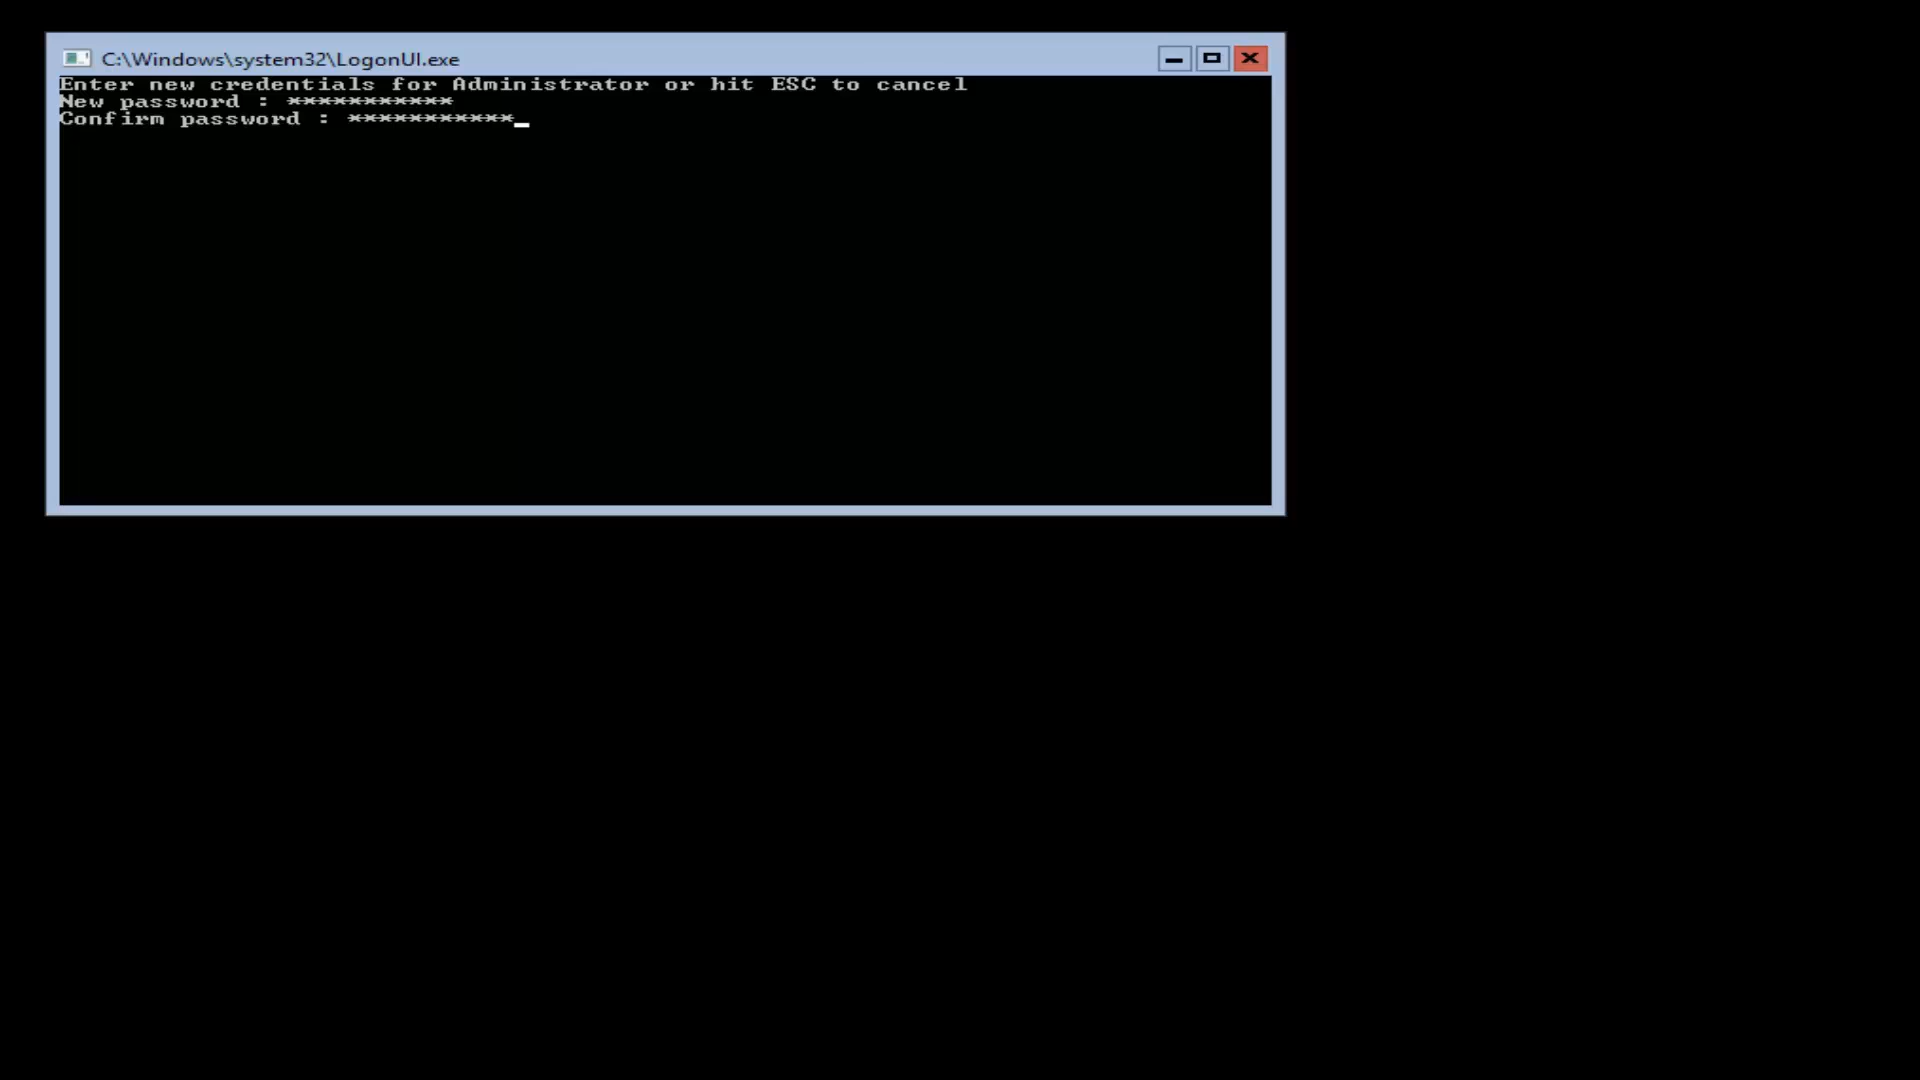 C:\Windows\system32\LogonUI.exe
Enter new credentials for Administrator or hit ESC to cancel
New password : ***********
Confirm password : ***********_